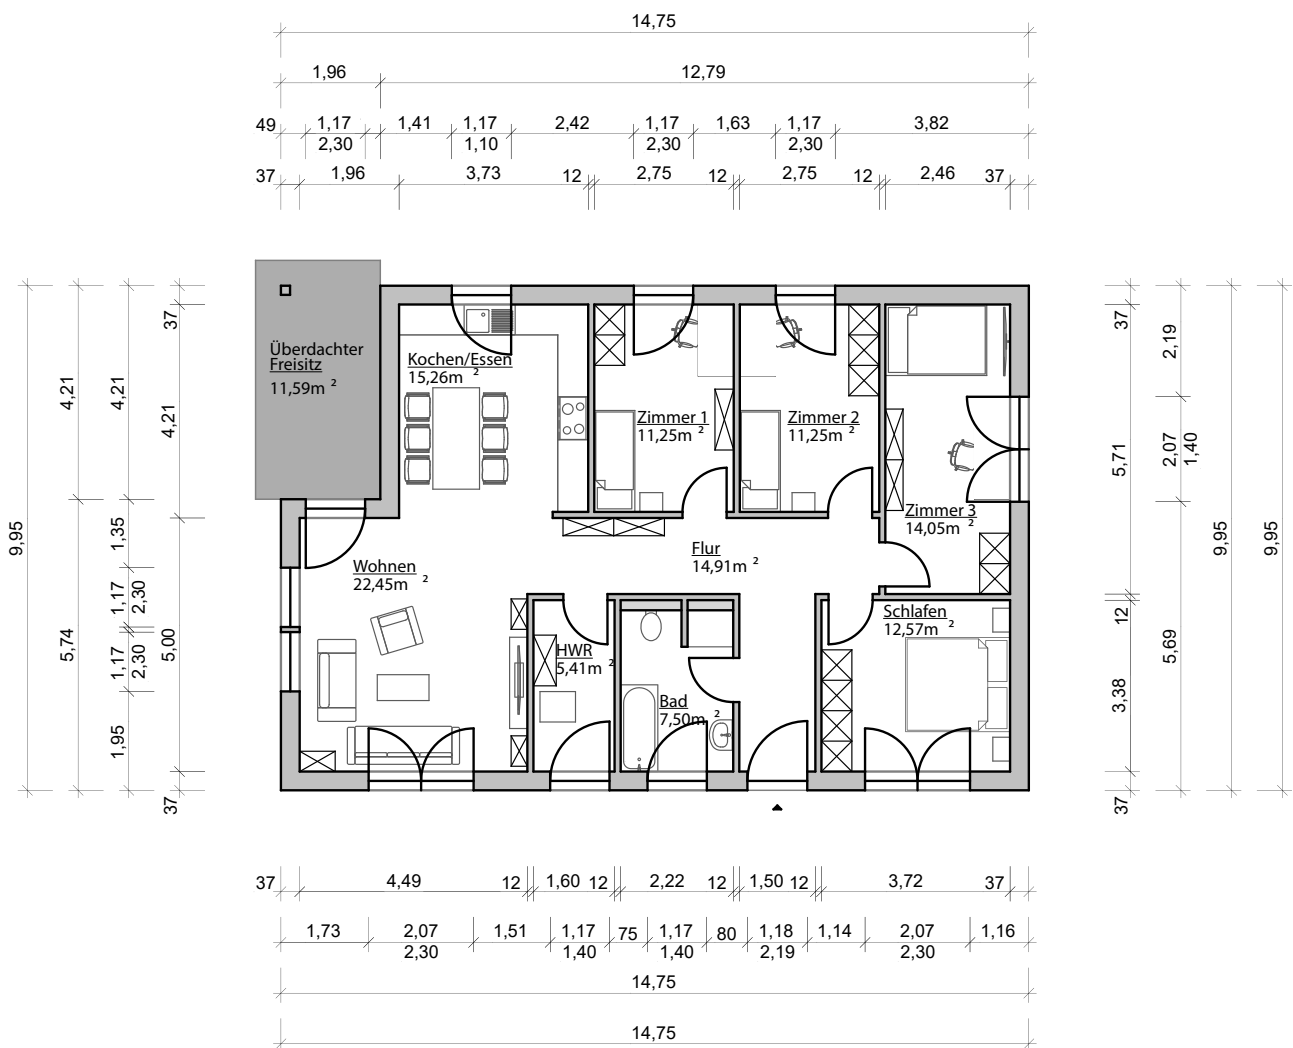 14,75
1,96 12,79
49 1,17 1,41 1,17 2,42 1,17 1,63 1,17 3,82
2,30 1,10 2,30 2,30
37 1,96 3,73 12 2,75 12 2,75 12 2,46 37
9,95
4,21
5,74
4,21
1,35
1,17
2,30
1,17
2,30
1,95
37
4,21
5,00
37
Überdachter
Freisitz
11,59m ²
Kochen/Essen
15,26m ²
Zimmer 1
11,25m ²
Zimmer 2
11,25m ²
Zimmer 3
14,05m ²
Wohnen
22,45m ²
Flur
14,91m ²
Schlafen
12,57m ²
HWR
5,41m ²
Bad
7,50m ²
37
5,71
12
3,38
37
2,19
2,07
1,40
5,69
9,95
9,95
37 4,49 12 1,60 12 2,22 12 1,50 12 3,72 37
1,73 2,07 1,51 1,17 75 1,17 80 1,18 1,14 2,07 1,16
2,30 1,40 1,40 2,19 2,30
14,75
14,75